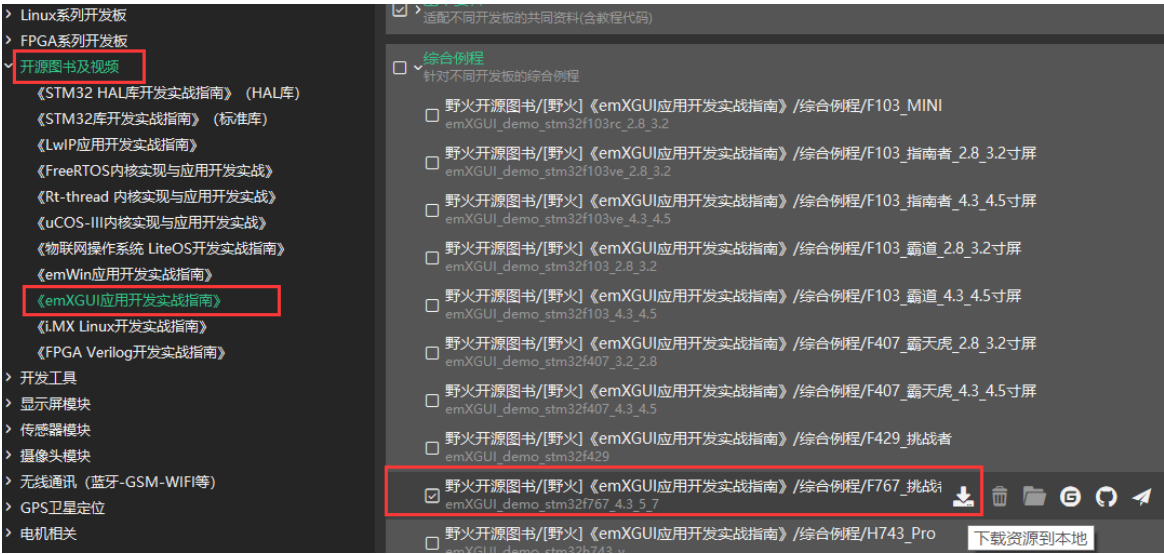 Linux系列开发板
FPGA系列开发板
开源图书及视频
《STM32 HAL库开发实战指南》（HAL库）
《STM32库开发实战指南》（标准库）
《LwIP应用开发实战指南》
《FreeRTOS内核实现与应用开发实战》
《Rt-thread 内核实现与应用开发实战》
《uCOS-III内核实现与应用开发实战》
《物联网操作系统 LiteOS开发实战指南》
《emWin应用开发实战指南》
《emXGUI应用开发实战指南》
《i.MX Linux开发实战指南》
《FPGA Verilog开发实战指南》
开发工具
显示屏模块
传感器模块
摄像头模块
无线通讯（蓝牙-GSM-WIFI等）
GPS卫星定位
电机相关
适配不同开发板的共同资料(含教程代码)
综合例程
针对不同开发板的综合例程
野火开源图书/[野火]《emXGUI应用开发实战指南》/综合例程/F103_MINI
emXGUI_demo_stm32f103rc_2.8_3.2
野火开源图书/[野火]《emXGUI应用开发实战指南》/综合例程/F103_指南者_2.8_3.2寸屏
emXGUI_demo_stm32f103ve_2.8_3.2
野火开源图书/[野火]《emXGUI应用开发实战指南》/综合例程/F103_指南者_4.3_4.5寸屏
emXGUI_demo_stm32f103ve_4.3_4.5
野火开源图书/[野火]《emXGUI应用开发实战指南》/综合例程/F103_霸道_2.8_3.2寸屏
emXGUI_demo_stm32f103_2.8_3.2
野火开源图书/[野火]《emXGUI应用开发实战指南》/综合例程/F103_霸道_4.3_4.5寸屏
emXGUI_demo_stm32f103_4.3_4.5
野火开源图书/[野火]《emXGUI应用开发实战指南》/综合例程/F407_霸天虎_2.8_3.2寸屏
emXGUI_demo_stm32f407_3.2_2.8
野火开源图书/[野火]《emXGUI应用开发实战指南》/综合例程/F407_霸天虎_4.3_4.5寸屏
emXGUI_demo_stm32f407_4.3_4.5
野火开源图书/[野火]《emXGUI应用开发实战指南》/综合例程/F429_挑战者
emXGUI_demo_stm32f429
野火开源图书/[野火]《emXGUI应用开发实战指南》/综合例程/F767_挑战
emXGUI_demo_stm32f767_4.3_5_7
下载资源到本地
野火开源图书/[野火]《emXGUI应用开发实战指南》/综合例程/H743_Pro